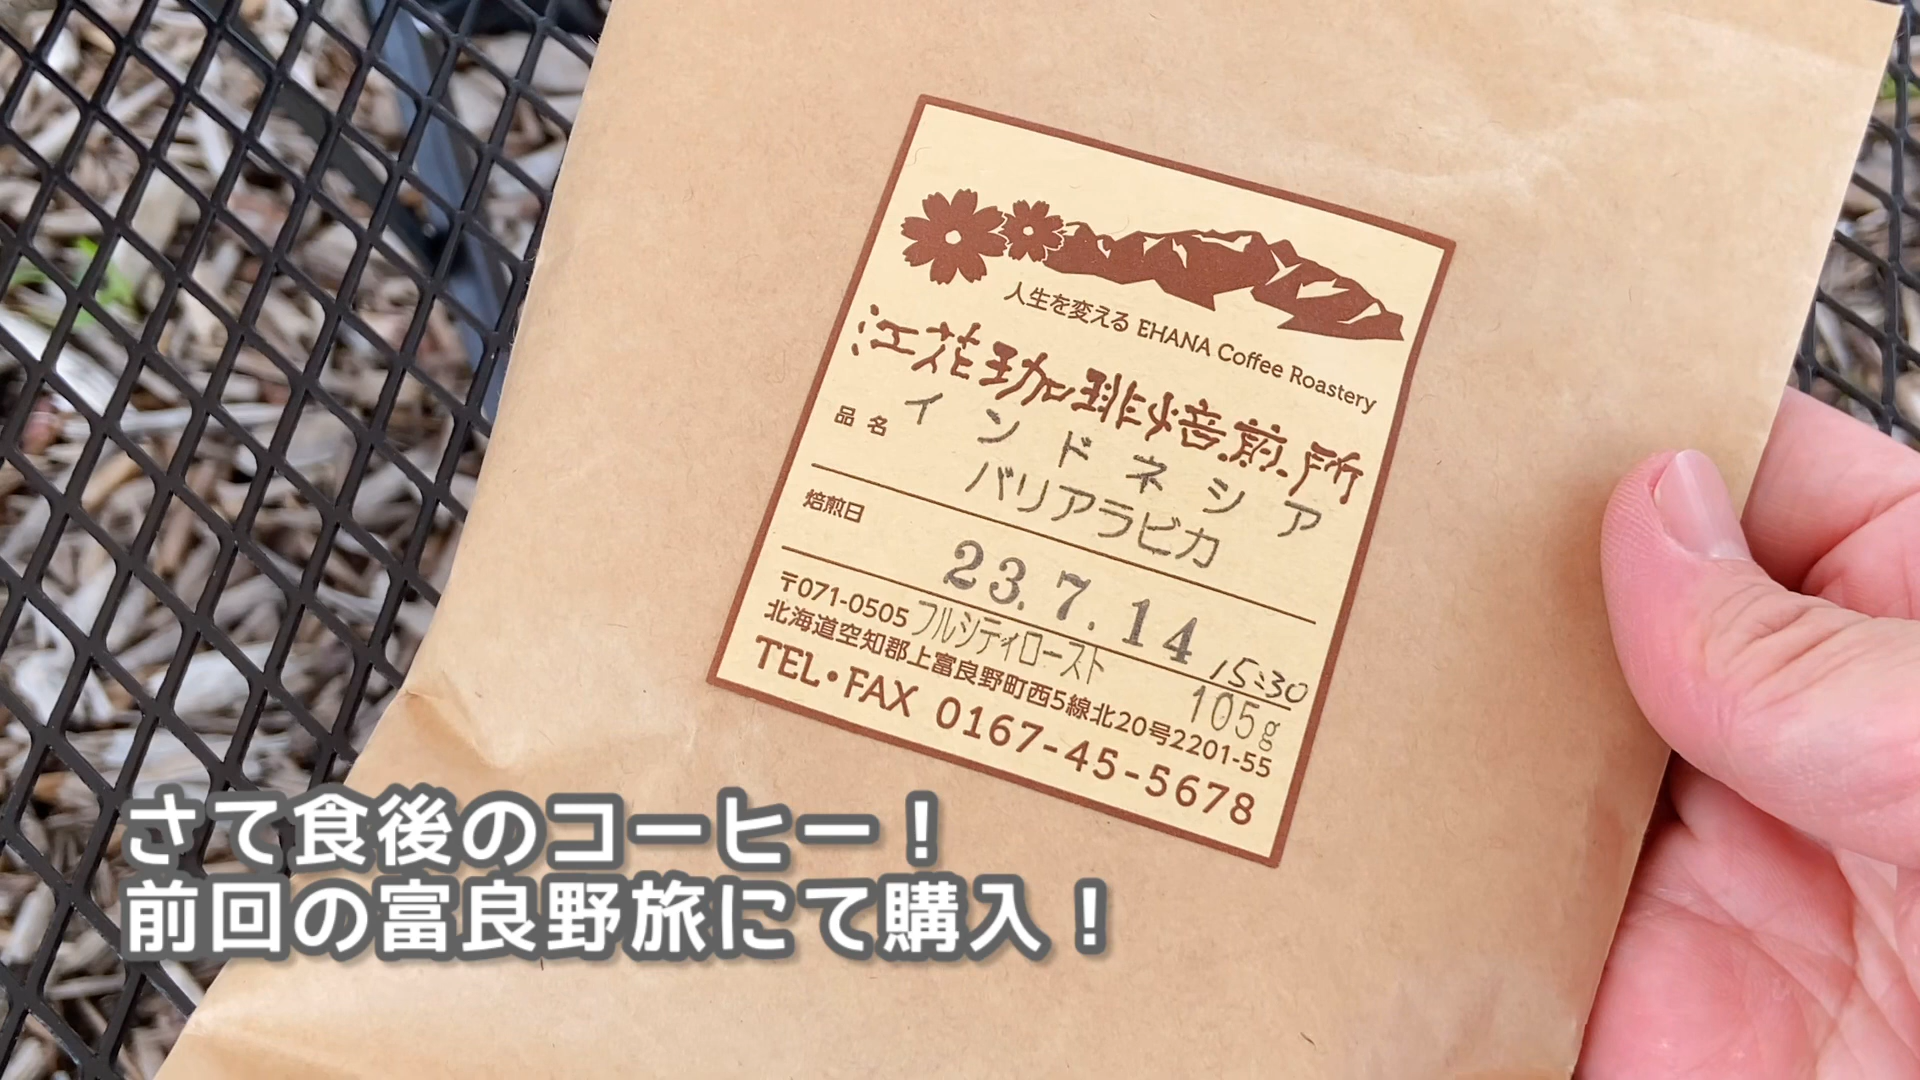 人生を変える EHANA Coffee Roastery
江花珈琲焙煎所
品名 インドネシア
バリアラビカ
焙煎日
23.7.14 15:30
〒071-0505 フルシティロースト 105g
北海道空知郡上富良野町西5線北20号2201-55
TEL・FAX 0167-45-5678
さて食後のコーヒー！
前回の富良野旅にて購入！